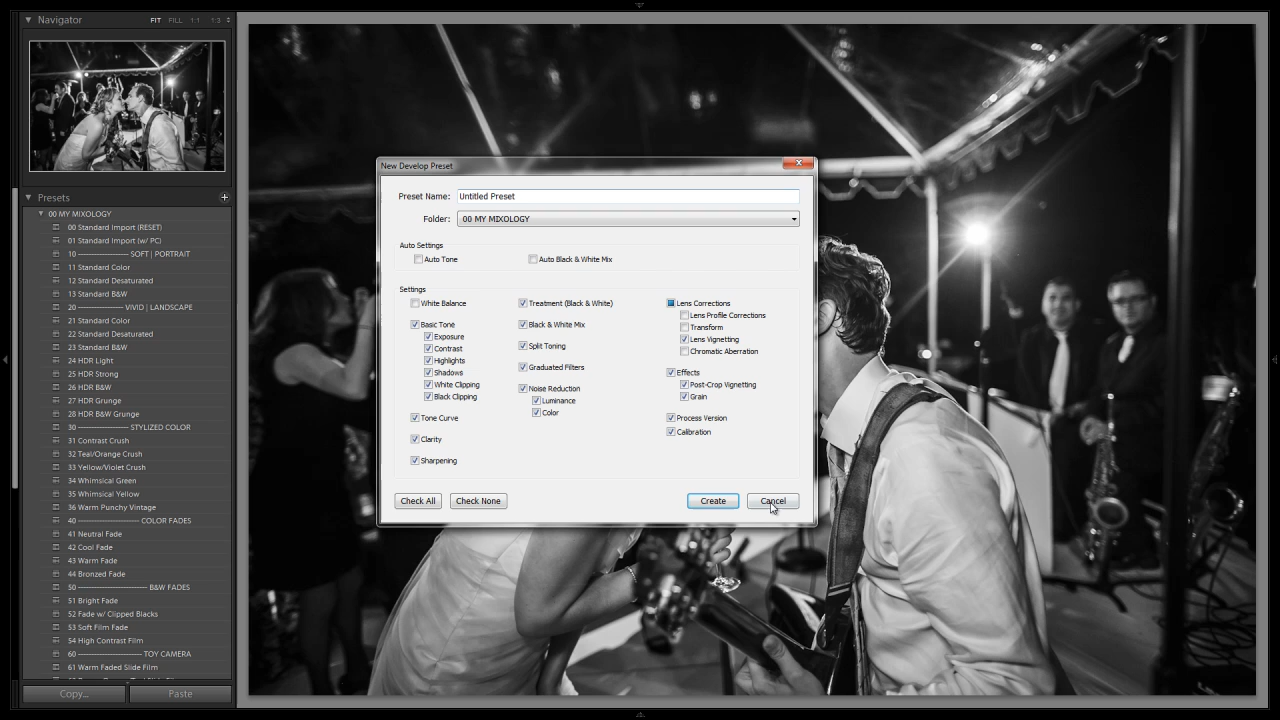 Navigator FIT FILL 1:1 1:3
Presets +
00 MY MIXOLOGY
00 Standard Import (RESET)
01 Standard Import (w/ PC)
10 ——————— SOFT | PORTRAIT
11 Standard Color
12 Standard Desaturated
13 Standard B&W
20 ——————— VIVID | LANDSCAPE
21 Standard Color
22 Standard Desaturated
23 Standard B&W
24 HDR Light
25 HDR Strong
26 HDR B&W
27 HDR Grunge
28 HDR B&W Grunge
30 ——————— STYLIZED COLOR
31 Contrast Crush
32 Teal/Orange Crush
33 Yellow/Violet Crush
34 Whimsical Green
35 Whimsical Yellow
36 Warm Punchy Vintage
40 ——————— COLOR FADES
41 Neutral Fade
42 Cool Fade
43 Warm Fade
44 Bronzed Fade
50 ——————— B&W FADES
51 Bright Fade
52 Fade w/ Clipped Blacks
53 Soft Film Fade
54 High Contrast Film
60 ——————— TOY CAMERA
61 Warm Faded Slide Film
Copy... Paste
New Develop Preset
Preset Name: Untitled Preset
Folder: 00 MY MIXOLOGY
Auto Settings
Auto Tone Auto Black & White Mix
Settings
White Balance
Basic Tone
Exposure
Contrast
Highlights
Shadows
White Clipping
Black Clipping
Tone Curve
Clarity
Sharpening
Treatment (Black & White)
Black & White Mix
Split Toning
Graduated Filters
Noise Reduction
Luminance
Color
Lens Corrections
Lens Profile Corrections
Transform
Lens Vignetting
Chromatic Aberration
Effects
Post-Crop Vignetting
Grain
Process Version
Calibration
Check All Check None Create Cancel